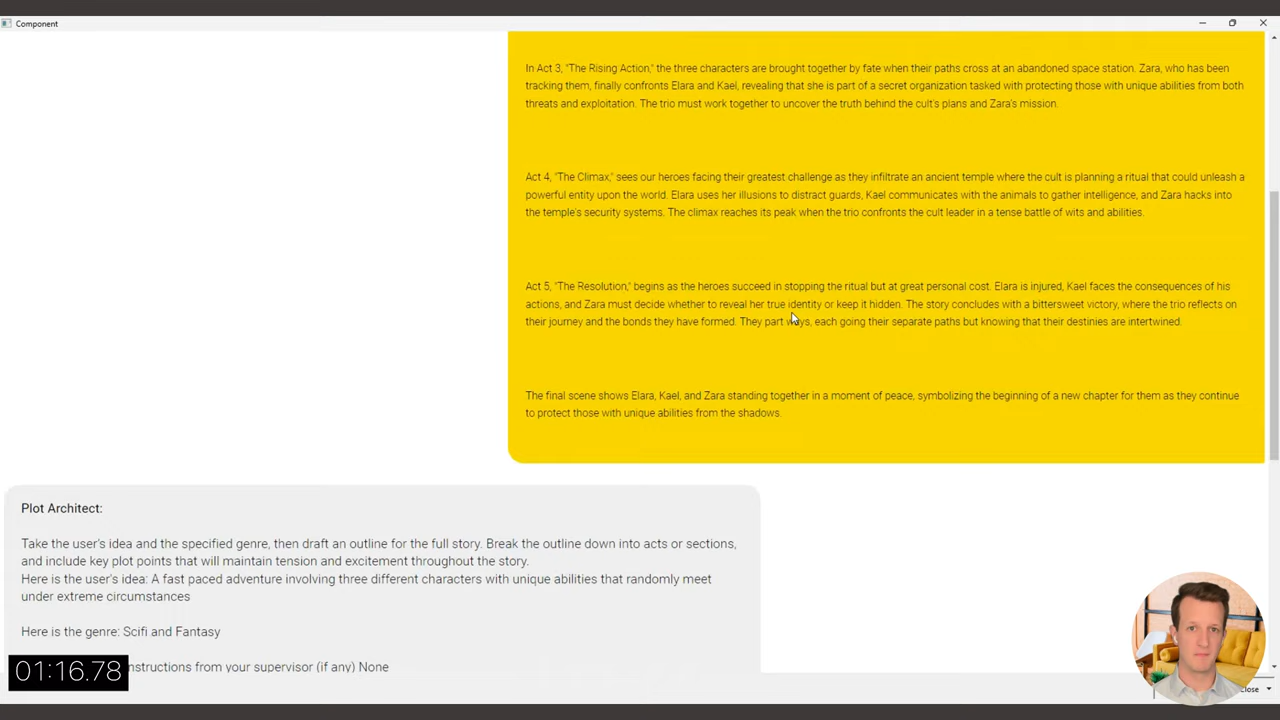 Component
In Act 3, "The Rising Action," the three characters are brought together by fate when their paths cross at an abandoned space station. Zara, who has been
tracking them, finally confronts Elara and Kael, revealing that she is part of a secret organization tasked with protecting those with unique abilities from both
threats and exploitation. The trio must work together to uncover the truth behind the cult's plans and Zara's mission.
Act 4, "The Climax," sees our heroes facing their greatest challenge as they infiltrate an ancient temple where the cult is planning a ritual that could unleash a
powerful entity upon the world. Elara uses her illusions to distract guards, Kael communicates with the animals to gather intelligence, and Zara hacks into
the temple's security systems. The climax reaches its peak when the trio confronts the cult leader in a tense battle of wits and abilities.
Act 5, "The Resolution," begins as the heroes succeed in stopping the ritual but at great personal cost. Elara is injured, Kael faces the consequences of his
actions, and Zara must decide whether to reveal her true identity or keep it hidden. The story concludes with a bittersweet victory, where the trio reflects on
their journey and the bonds they have formed. They part ways, each going their separate paths but knowing that their destinies are intertwined.
The final scene shows Elara, Kael, and Zara standing together in a moment of peace, symbolizing the beginning of a new chapter for them as they continue
to protect those with unique abilities from the shadows.
Plot Architect:
Take the user's idea and the specified genre, then draft an outline for the full story. Break the outline down into acts or sections,
and include key plot points that will maintain tension and excitement throughout the story.
Here is the user's idea: A fast paced adventure involving three different characters with unique abilities that randomly meet
under extreme circumstances
Here is the genre: Scifi and Fantasy
nstructions from your supervisor (if any) None
01:16.78
Close